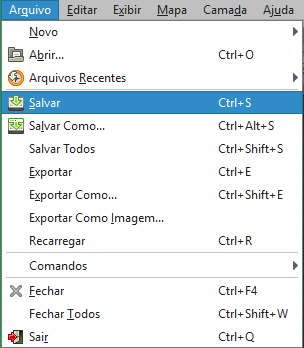 Arquivo Editar Exibir Mapa Camada Ajuda
Novo
Abrir... Ctrl+O
Arquivos Recentes
Salvar Ctrl+S
Salvar Como... Ctrl+Alt+S
Salvar Todos Ctrl+Shift+S
Exportar Ctrl+E
Exportar Como... Ctrl+Shift+E
Exportar Como Imagem...
Recarregar Ctrl+R
Comandos
Fechar Ctrl+F4
Fechar Todos Ctrl+Shift+W
Sair Ctrl+Q